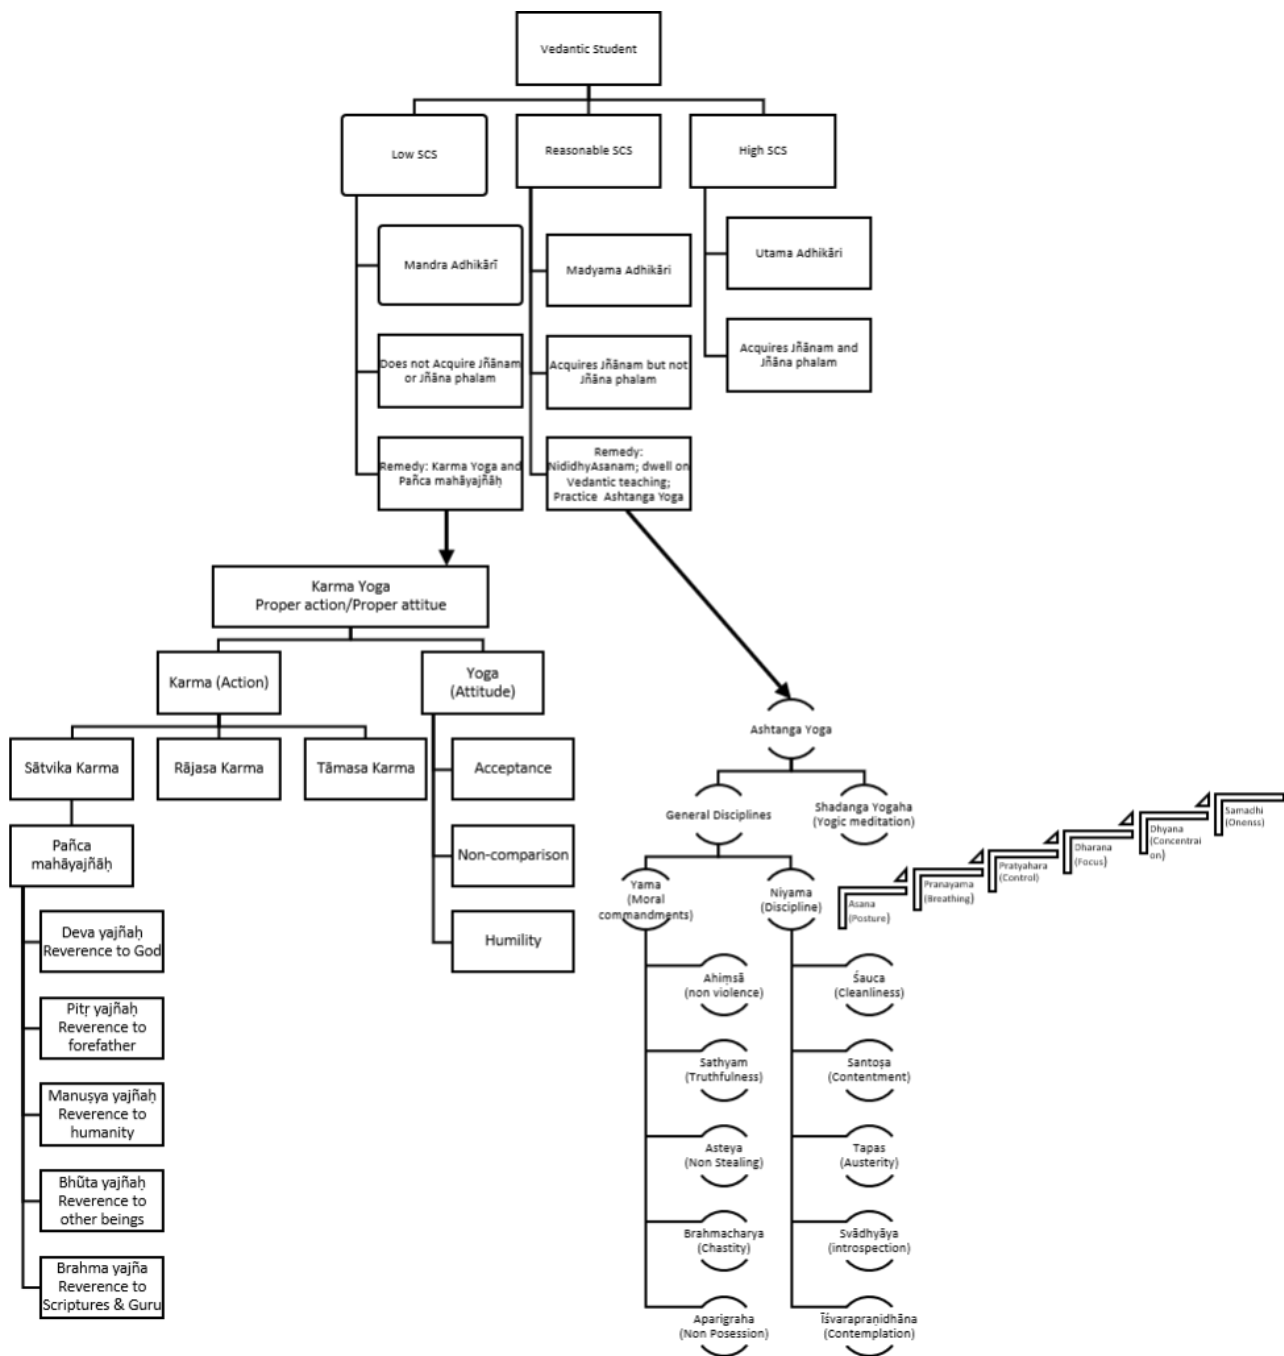 Vedantic Student
Low SCS
Reasonable SCS
High SCS
Mandra Adhikārī
Madyama Adhikāri
Utama Adhikāri
Does not Acquire Jñānam
or Jñāna phalam
Acquires Jñānam but not
Jñāna phalam
Acquires Jñānam and
Jñāna phalam
Remedy: Karma Yoga and
Pañca mahāyajñāḥ
Remedy:
NididhyAsanam; dwell on
Vedantic teaching;
Practice Ashtanga Yoga
Karma Yoga
Proper action/Proper attitue
Karma (Action)
Yoga
(Attitude)
Sātvika Karma
Rājasa Karma
Tāmasa Karma
Acceptance
Non-comparison
Humility
Pañca
mahāyajñāḥ
Deva yajñaḥ
Reverence to God
Pitṛ yajñaḥ
Reverence to
forefather
Manuṣya yajñaḥ
Reverence to
humanity
Bhūta yajñaḥ
Reverence to
other beings
Brahma yajña
Reverence to
Scriptures & Guru
Ashtanga Yoga
General Disciplines
Shadanga Yogaha
(Yogic meditation)
Yama
(Moral
commandments)
Niyama
(Discipline)
Ahiṃsā
(non violence)
Sathyam
(Truthfulness)
Asteya
(Non Stealing)
Brahmacharya
(Chastity)
Aparigraha
(Non Posession)
Śauca
(Cleanliness)
Santoṣa
(Contentment)
Tapas
(Austerity)
Svādhyāya
(introspection)
Īśvarapraṇidhāna
(Contemplation)
Asana
(Posture)
Pranayama
(Breathing)
Pratyahara
(Control)
Dharana
(Focus)
Dhyana
(Concentrai
on)
Samadhi
(Onenss)